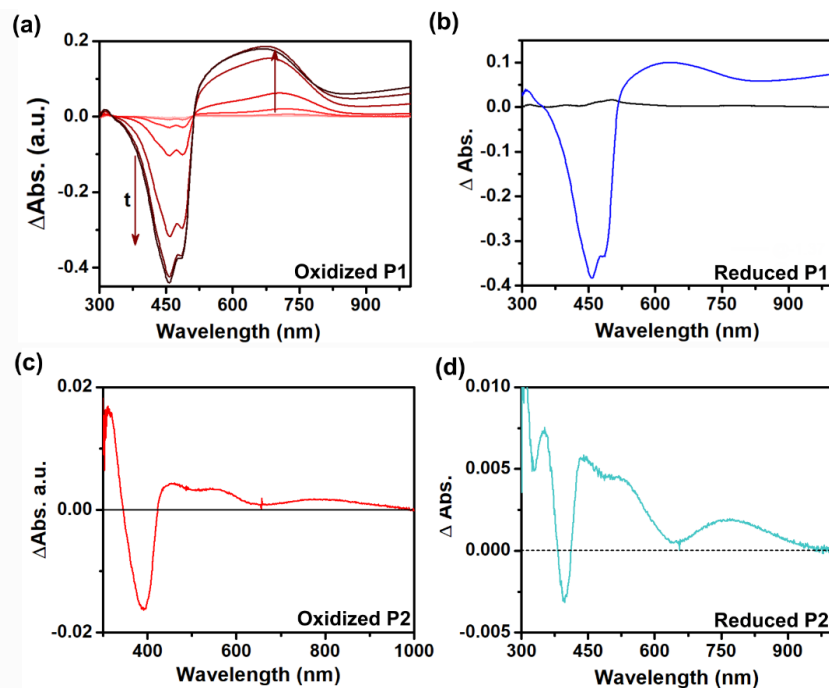 (a)
ΔAbs. (a.u.)
0.2
0.0
-0.2
-0.4
t
Oxidized P1
300 450 600 750 900
Wavelength (nm)
(b)
Δ Abs.
0.1
0.0
-0.1
-0.2
-0.3
-0.4
Reduced P1
300 450 600 750 900
Wavelength (nm)
(c)
ΔAbs. a.u.
0.02
0.00
-0.02
Oxidized P2
400 600 800 1000
Wavelength (nm)
(d)
Δ Abs.
0.010
0.005
0.000
-0.005
Reduced P2
300 450 600 750 900
Wavelength (nm)